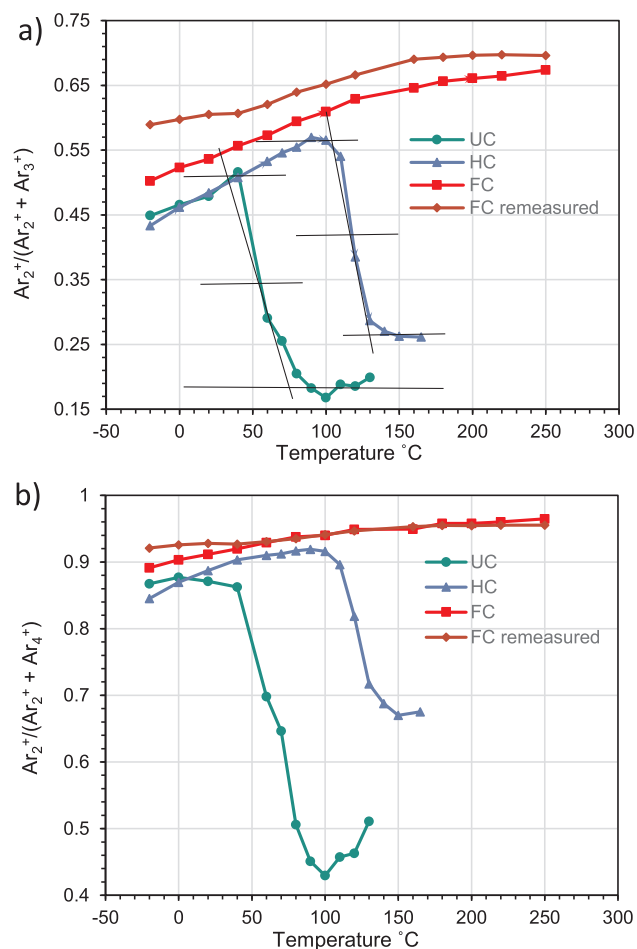 a)
0.75
0.65
0.55
0.45
0.35
0.25
0.15
Ar₂⁺/(Ar₂⁺ + Ar₃⁺)
UC
HC
FC
FC remeasured
-50 0 50 100 150 200 250 300
Temperature ˚C
b)
1
0.9
0.8
0.7
0.6
0.5
0.4
Ar₂⁺/(Ar₂⁺ + Ar₄⁺)
UC
HC
FC
FC remeasured
-50 0 50 100 150 200 250 300
Temperature ˚C